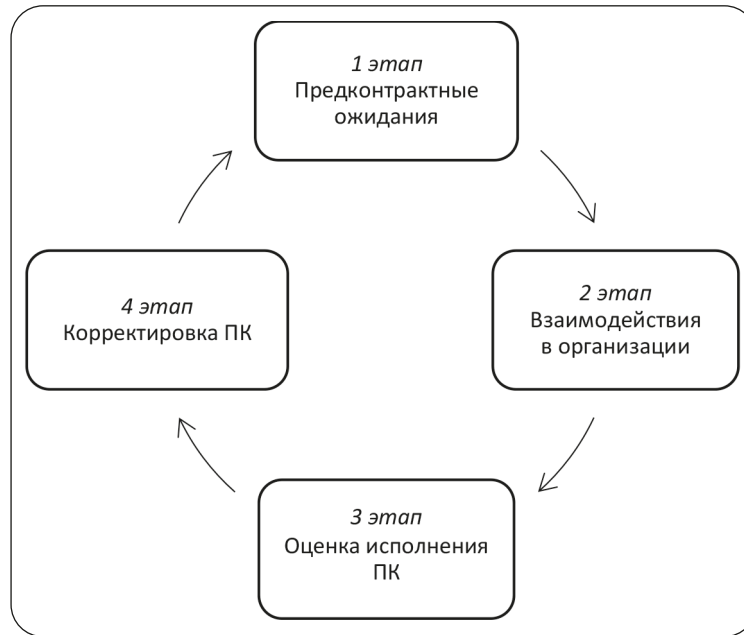 1 этап
Предконтрактные
ожидания
2 этап
Взаимодействия
в организации
3 этап
Оценка исполнения
ПК
4 этап
Корректировка ПК